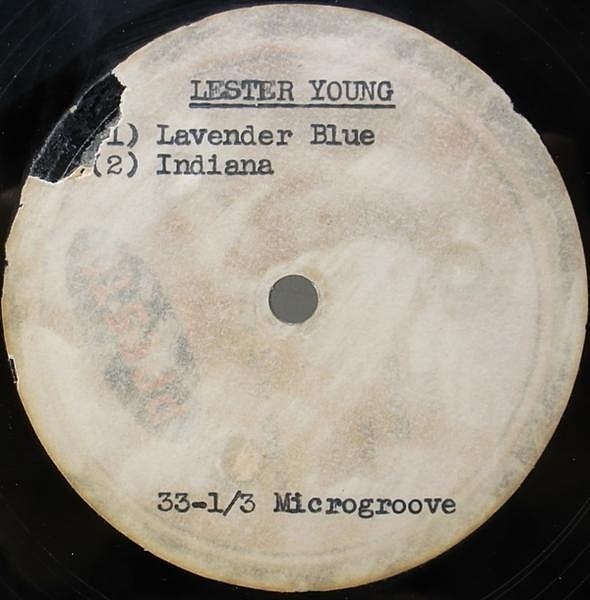 LESTER YOUNG
1) Lavender Blue
(2) Indiana
33-1/3 Microgroove